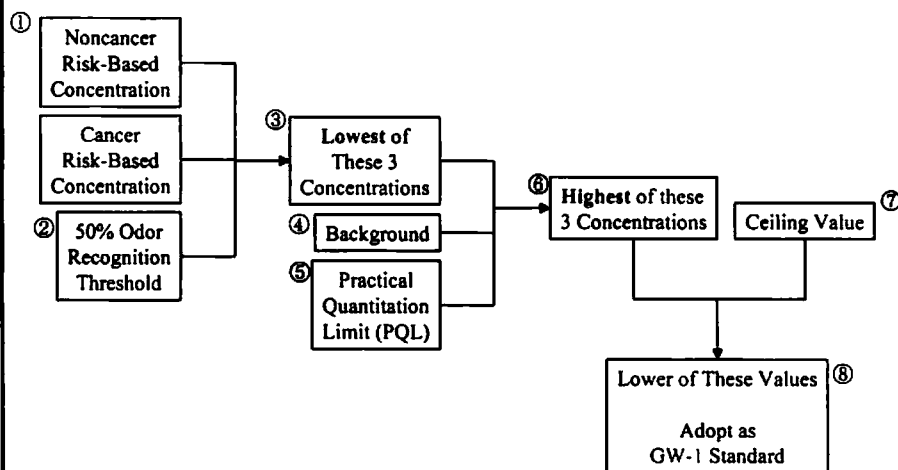 ①
Noncancer
Risk-Based
Concentration
Cancer
Risk-Based
Concentration
②
50% Odor
Recognition
Threshold
③
Lowest of
These 3
Concentrations
④
Background
⑤
Practical
Quantitation
Limit (PQL)
⑥
Highest of these
3 Concentrations
⑦
Ceiling Value
⑧
Lower of These Values
Adopt as
GW-1 Standard